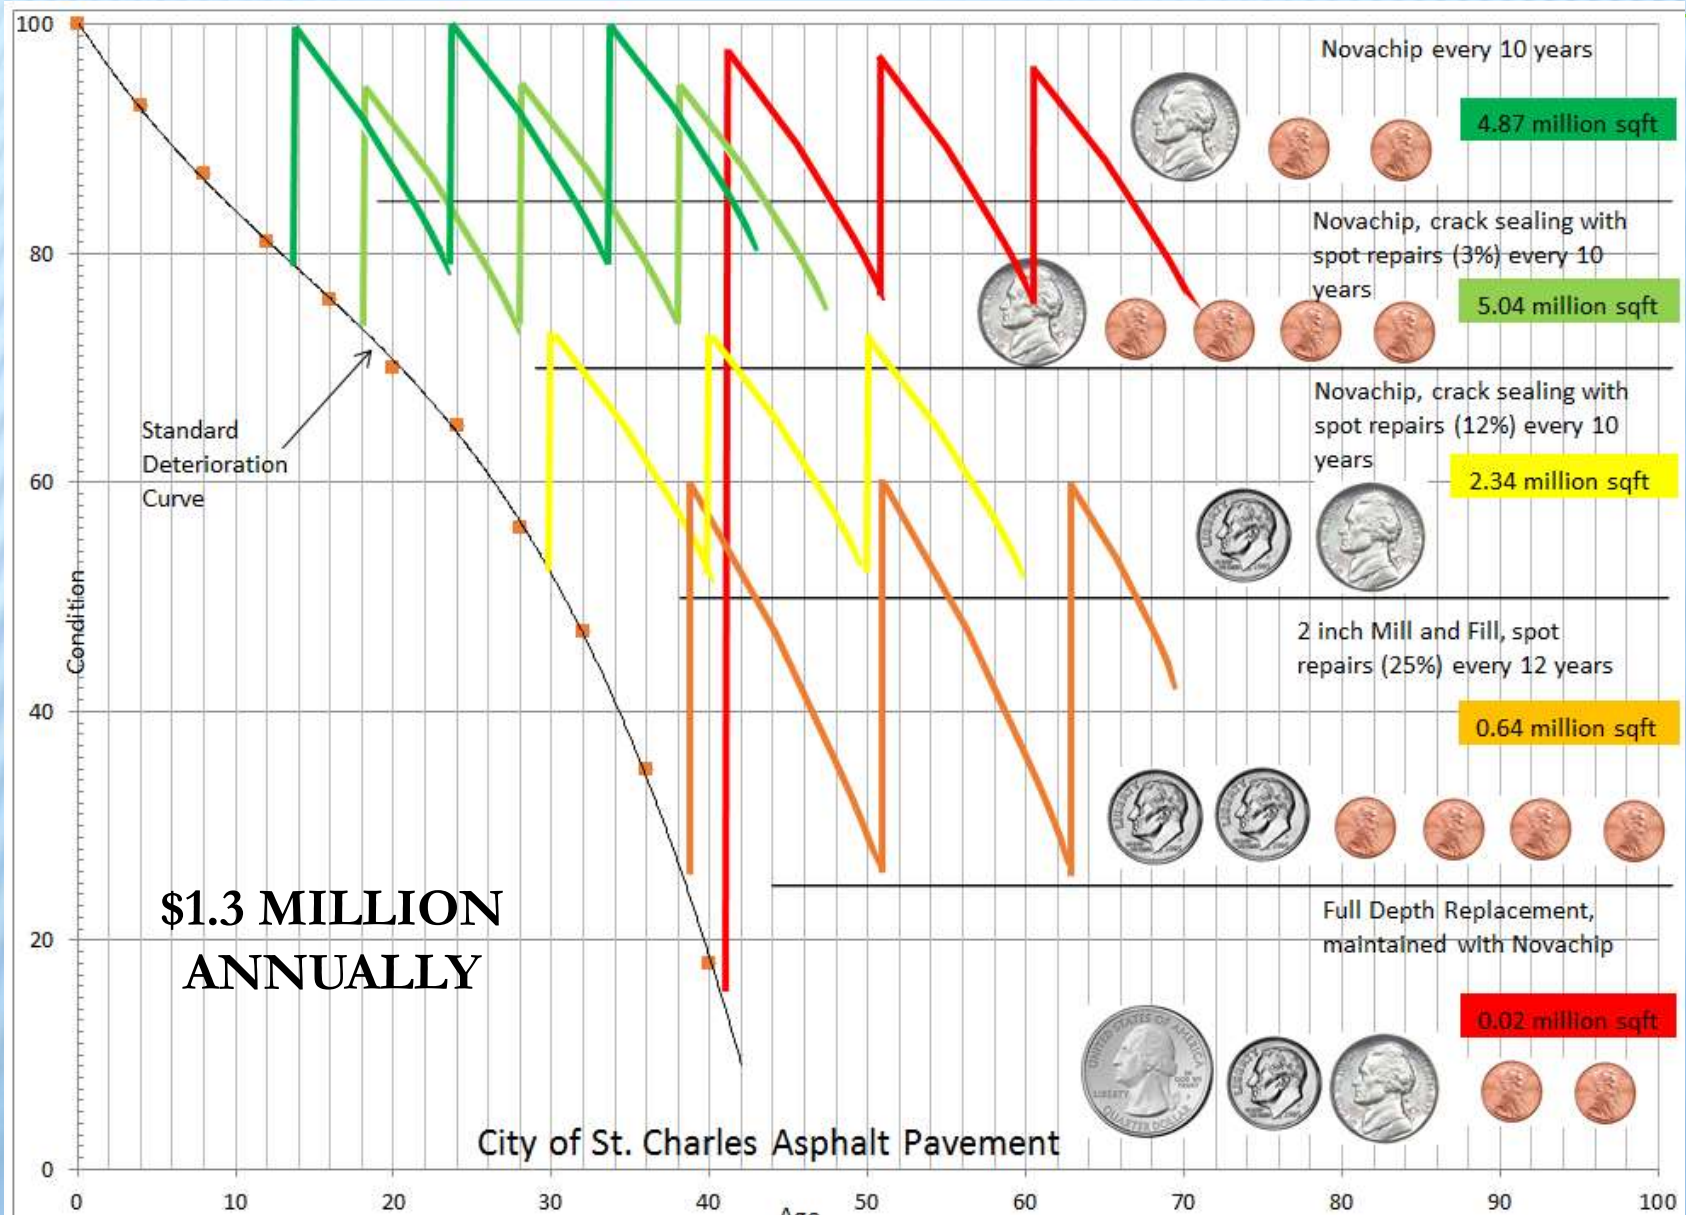 100
80
60
40
20
0
Condition
Novachip every 10 years
4.87 million sqft
Novachip, crack sealing with
spot repairs (3%) every 10
years
5.04 million sqft
Novachip, crack sealing with
spot repairs (12%) every 10
years
2.34 million sqft
Standard
Deterioration
Curve
2 inch Mill and Fill, spot
repairs (25%) every 12 years
0.64 million sqft
$1.3 MILLION
ANNUALLY
Full Depth Replacement,
maintained with Novachip
0.02 million sqft
City of St. Charles Asphalt Pavement
0 10 20 30 40 50 60 70 80 90 100
Age